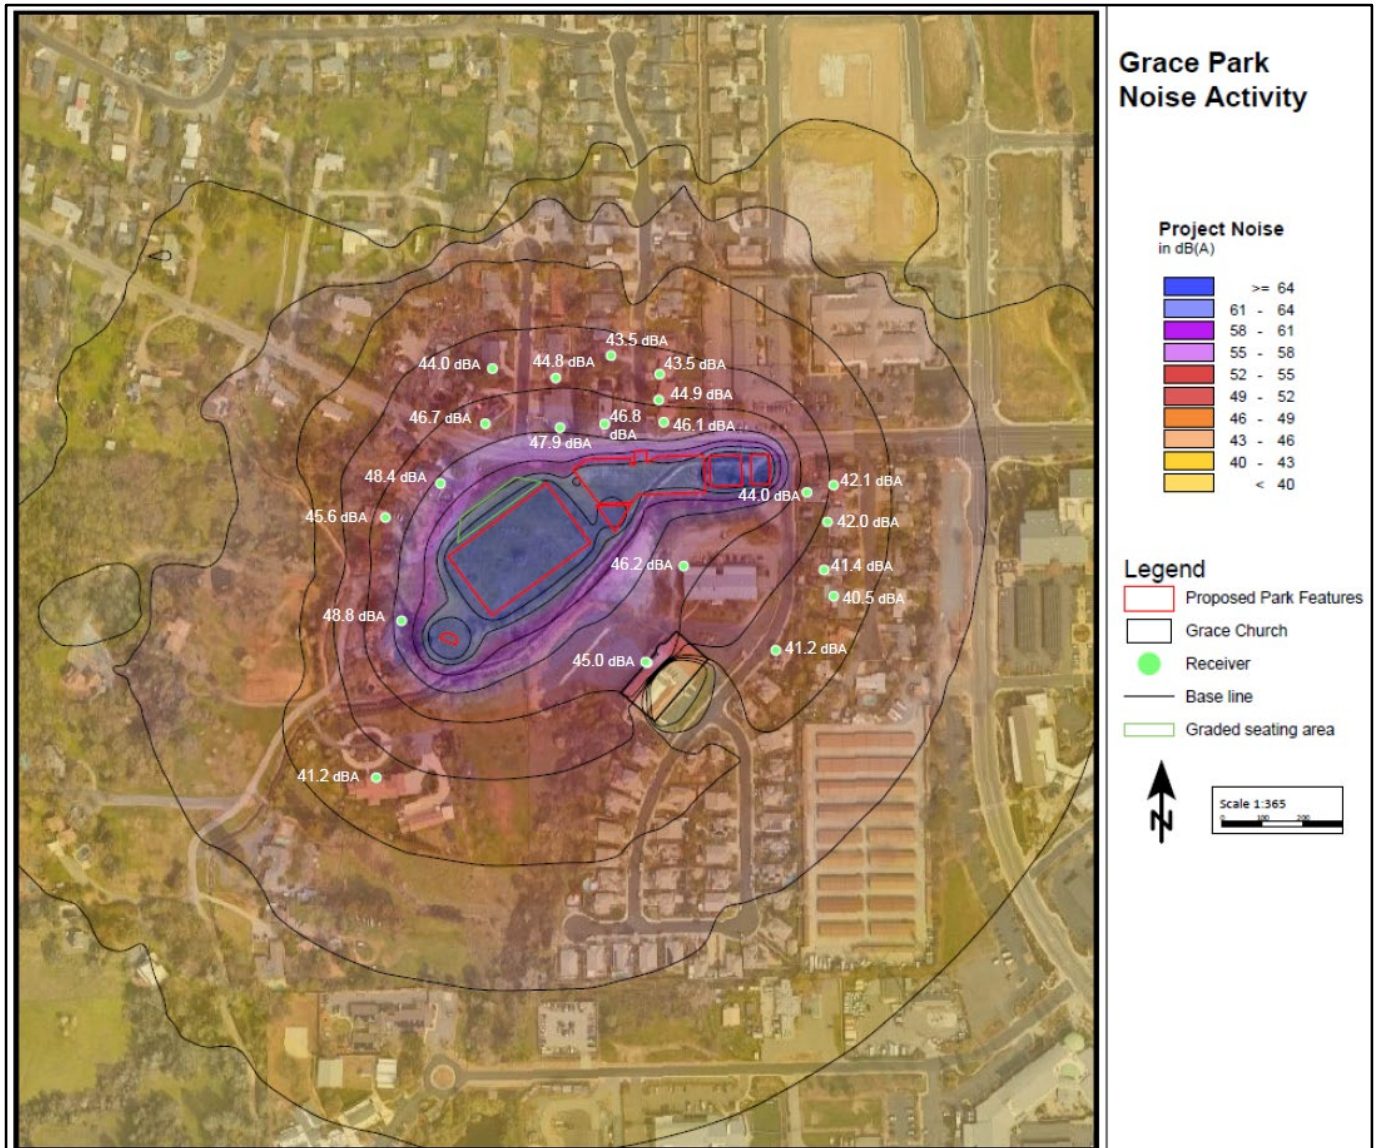 Grace Park
Noise Activity
Project Noise
in dB(A)
>= 64
61 - 64
58 - 61
55 - 58
52 - 55
49 - 52
46 - 49
43 - 46
40 - 43
< 40
Legend
Proposed Park Features
Grace Church
Receiver
Base line
Graded seating area
N
Scale 1:365
0 100 200
43.5 dBA
44.0 dBA
44.8 dBA
43.5 dBA
44.9 dBA
46.7 dBA
46.8
dBA
46.1 dBA
47.9 dBA
48.4 dBA
42.1 dBA
44.0 dBA
45.6 dBA
42.0 dBA
46.2 dBA
41.4 dBA
40.5 dBA
48.8 dBA
41.2 dBA
45.0 dBA
41.2 dBA